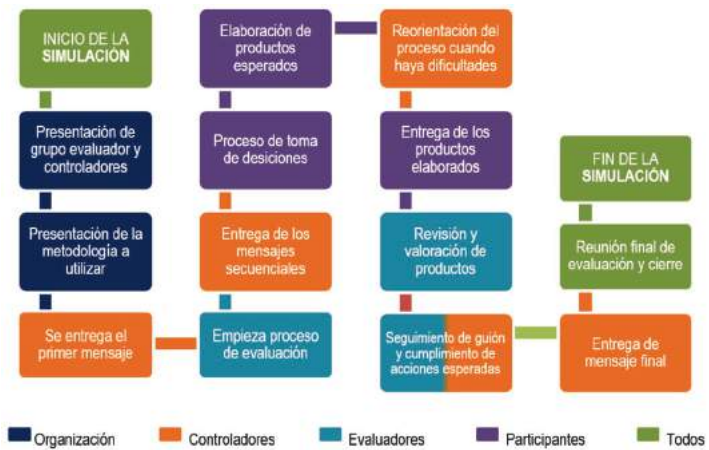 INICIO DE LA
SIMULACIÓN
Presentación de
grupo evaluador y
controladores
Presentación de la
metodología a
utilizar
Se entrega el
primer mensaje
Empieza proceso
de evaluación
Entrega de los
mensajes
secuenciales
Proceso de toma
de desiciones
Elaboración de
productos
esperados
Reorientación del
proceso cuando
haya dificultades
Entrega de los
productos
elaborados
Revisión y
valoración de
productos
Seguimiento de guión
y cumplimiento de
acciones esperadas
Entrega de
mensaje final
Reunión final de
evaluación y cierre
FIN DE LA
SIMULACIÓN
Organización
Controladores
Evaluadores
Participantes
Todos